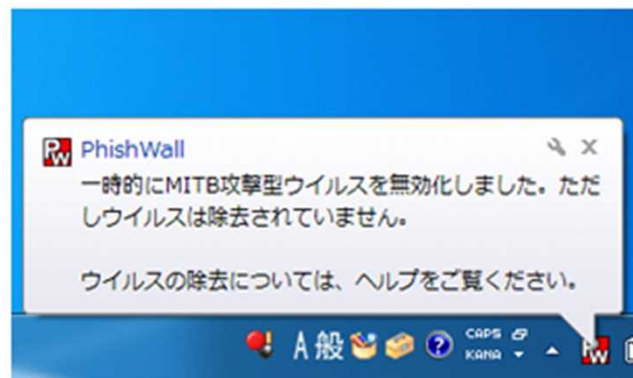 PhishWall
一時的にMITB攻撃型ウイルスを無効化しました。ただ
しウイルスは除去されていません。
ウイルスの除去については、ヘルプをご覧ください。
PW
A 般 CAPS
KANA
PW